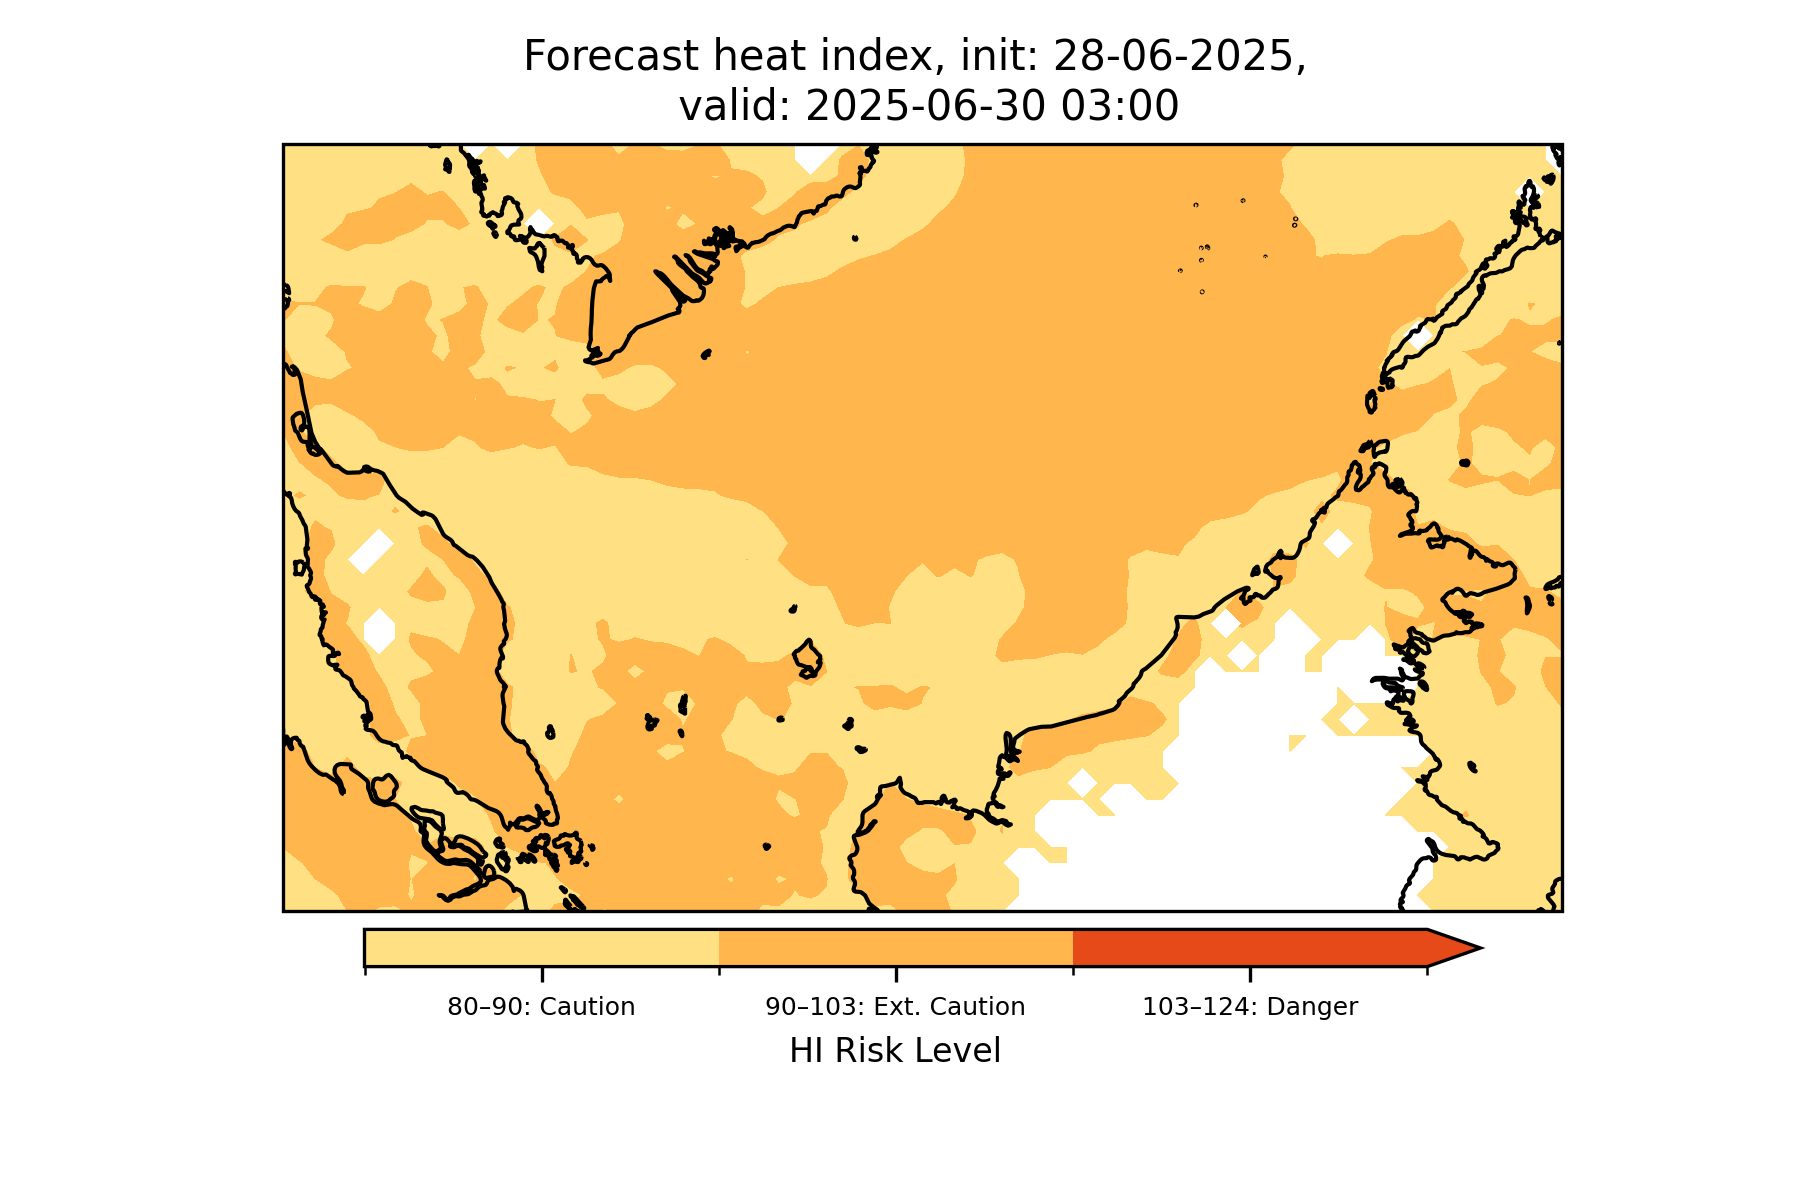 Forecast heat index, init: 28-06-2025,
valid: 2025-06-30 03:00
80–90: Caution
90–103: Ext. Caution
103–124: Danger
HI Risk Level